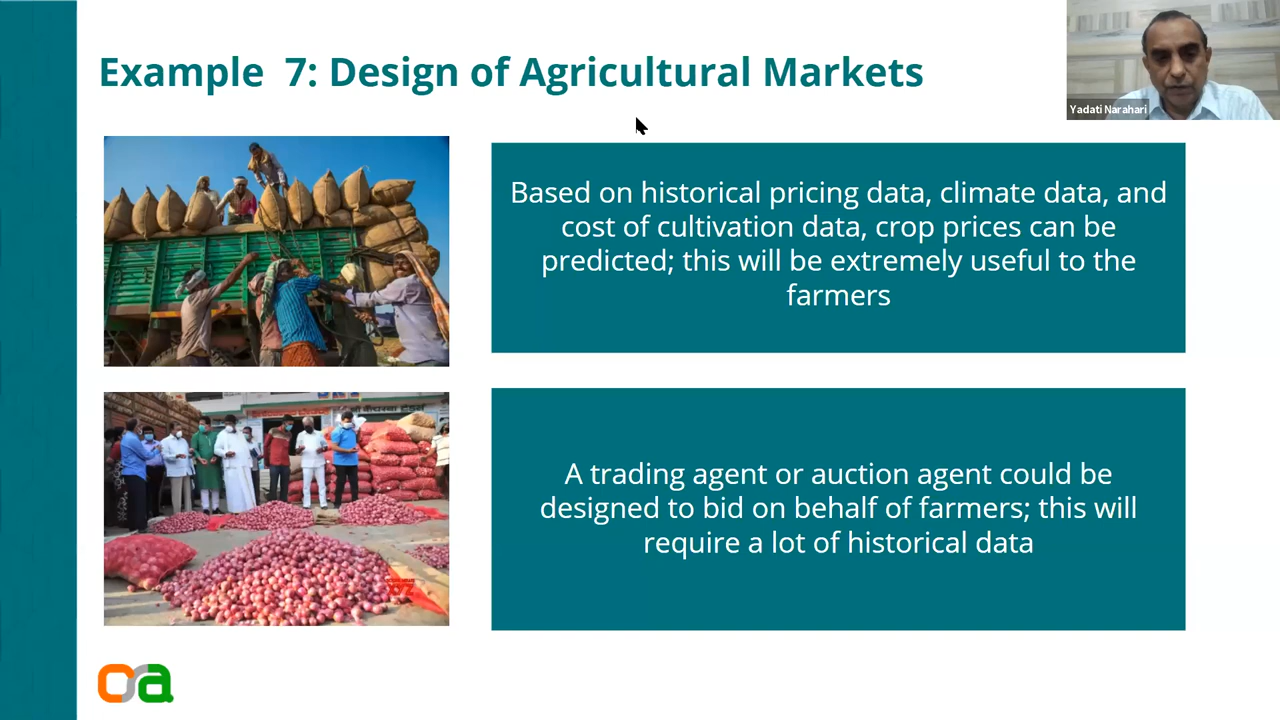 Example 7: Design of Agricultural Markets
Yadati Narahari
Based on historical pricing data, climate data, and
cost of cultivation data, crop prices can be
predicted; this will be extremely useful to the
farmers
A trading agent or auction agent could be
designed to bid on behalf of farmers; this will
require a lot of historical data